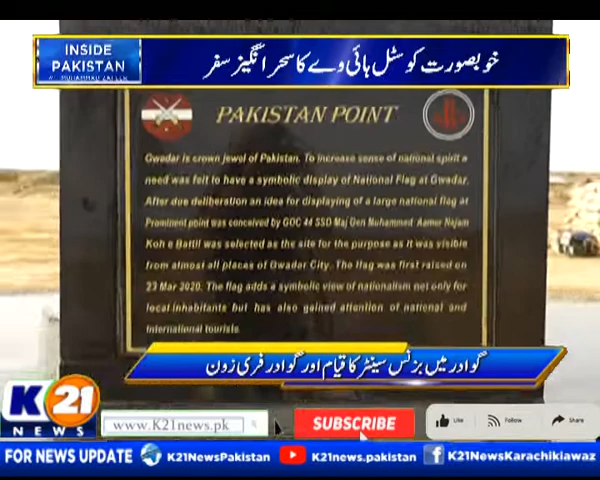 INSIDE
PAKISTAN
خوبصورت کوسٹل ہائی وے کا سحر انگیز سفر
PAKISTAN POINT
Gwadar is crown jewel of Pakistan. To increase sense of national spirit a
need was felt to have a symbolic display of National Flag at Gwadar.
After due deliberation an idea for displaying of a large national flag at
Prominent point was conceived by GOC 44 SSD Maj Gen Muhammed Aamer Najam
Koh e Battil was selected as the site for the purpose as it was visible
from almost all places of Gwadar City. The flag was first raised on
23 Mar 2020. The flag adds a symbolic view of nationalism not only for
local inhabitants but has also gained attention of national and
international tourists.
گوادر میں بزنس سینٹر کا قیام اور گوادر فری زون
K21
NEWS
www.K21news.pk
SUBSCRIBE
Like
Follow
Share
FOR NEWS UPDATE
K21NewsPakistan
K21news.pakistan
K21NewsKarachikiawaz